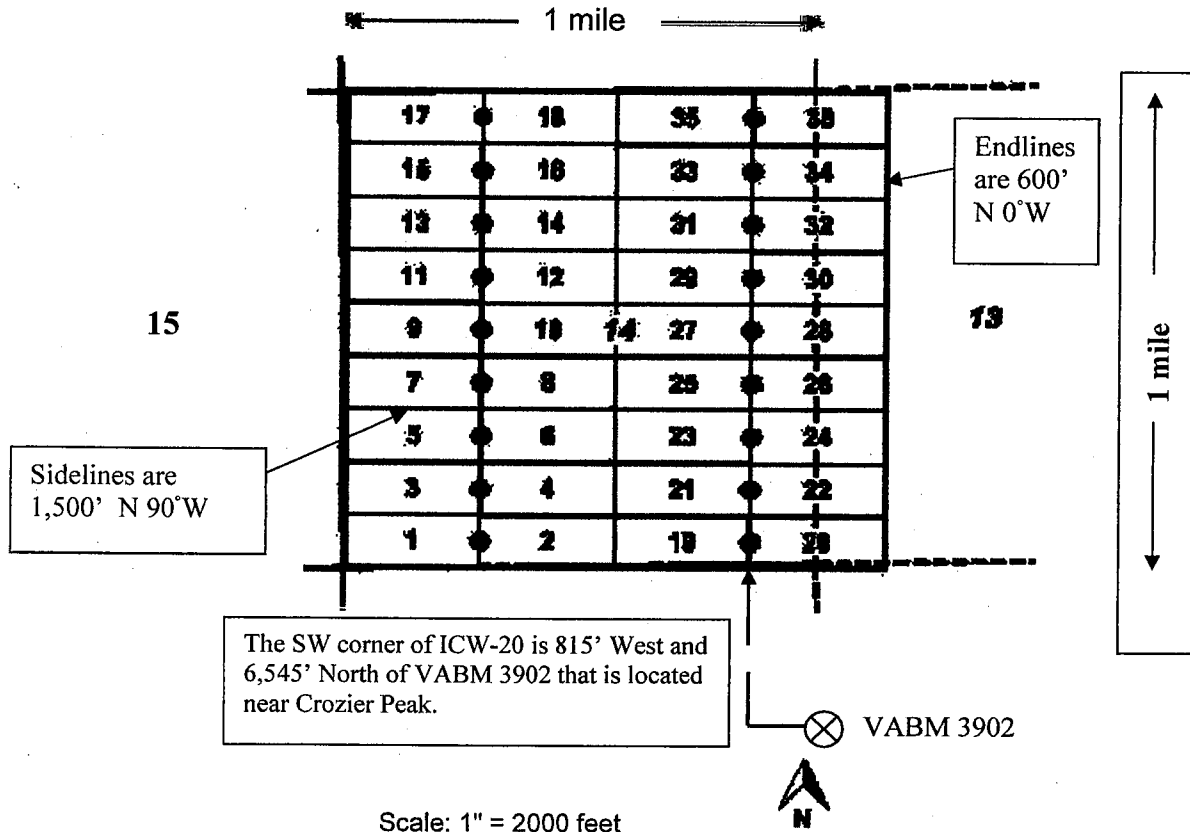 1 mile
17 18 35 36
15 16 33 34
13 14 31 32
11 12 29 30
9 10 14 27 28
7 8 25 26
5 6 23 24
3 4 21 22
1 2 19 20
15
13
Endlines
are 600'
N 0°W
1 mile
Sidelines are
1,500' N 90°W
The SW corner of ICW-20 is 815' West and
6,545' North of VABM 3902 that is located
near Crozier Peak.
VABM 3902
N
Scale: 1" = 2000 feet